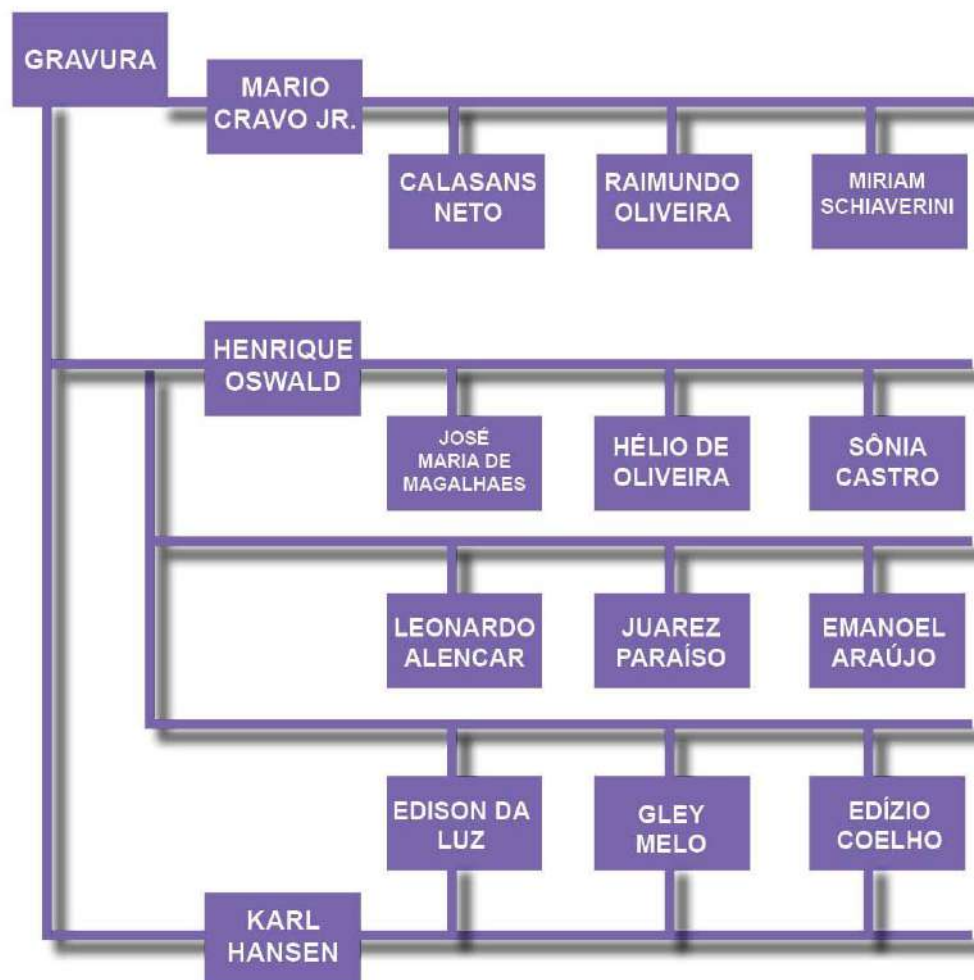 GRAVURA
MARIO
CRAVO JR.
CALASANS
NETO
RAIMUNDO
OLIVEIRA
MIRIAM
SCHIAVERINI
HENRIQUE
OSWALD
JOSÉ
MARIA DE
MAGALHAES
HÉLIO DE
OLIVEIRA
SÔNIA
CASTRO
LEONARDO
ALENCAR
JUAREZ
PARAÍSO
EMANOEL
ARAÚJO
EDISON DA
LUZ
GLEY
MELO
EDÍZIO
COELHO
KARL
HANSEN